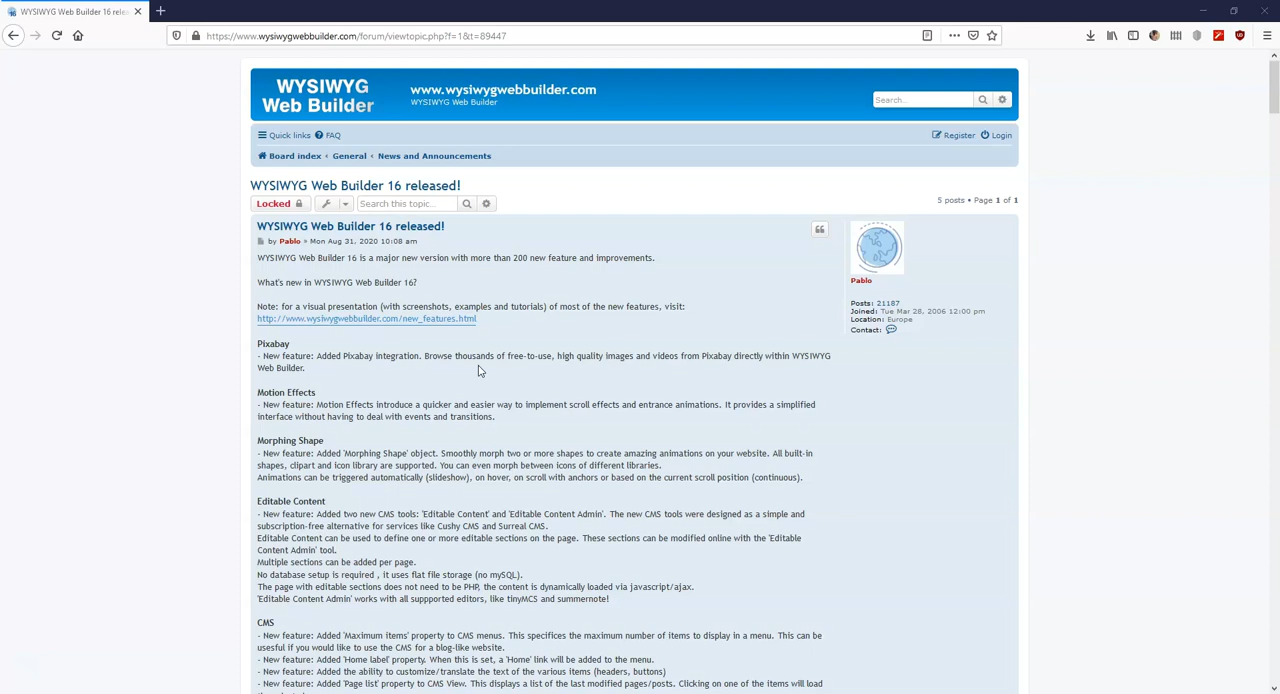 WYSIWYG Web Builder 16 relea
https://www.wysiwygwebbuilder.com/forum/viewtopic.php?f=1&t=89447
WYSIWYG
Web Builder
www.wysiwygwebbuilder.com
WYSIWYG Web Builder
Search...
Quick links FAQ
Register Login
Board index ‹ General ‹ News and Announcements
WYSIWYG Web Builder 16 released!
Locked
Search this topic...
5 posts • Page 1 of 1
WYSIWYG Web Builder 16 released!
by Pablo » Mon Aug 31, 2020 10:08 am
WYSIWYG Web Builder 16 is a major new version with more than 200 new feature and improvements.
What's new in WYSIWYG Web Builder 16?
Note: for a visual presentation (with screenshots, examples and tutorials) of most of the new features, visit:
http://www.wysiwygwebbuilder.com/new_features.html
Pixabay
- New feature: Added Pixabay integration. Browse thousands of free-to-use, high quality images and videos from Pixabay directly within WYSIWYG
Web Builder.
Motion Effects
- New feature: Motion Effects introduce a quicker and easier way to implement scroll effects and entrance animations. It provides a simplified
interface without having to deal with events and transitions.
Morphing Shape
- New feature: Added 'Morphing Shape' object. Smoothly morph two or more shapes to create amazing animations on your website. All built-in
shapes, clipart and icon library are supported. You can even morph between icons of different libraries.
Animations can be triggered automatically (slideshow), on hover, on scroll with anchors or based on the current scroll position (continuous).
Editable Content
- New feature: Added two new CMS tools: 'Editable Content' and 'Editable Content Admin'. The new CMS tools were designed as a simple and
subscription-free alternative for services like Cushy CMS and Surreal CMS.
Editable Content can be used to define one or more editable sections on the page. These sections can be modified online with the 'Editable
Content Admin' tool.
Multiple sections can be added per page.
No database setup is required , it uses flat file storage (no mySQL).
The page with editable sections does not need to be PHP, the content is dynamically loaded via javascript/ajax.
'Editable Content Admin' works with all suppported editors, like tinyMCS and summernote!
CMS
- New feature: Added 'Maximum items' property to CMS menus. This specifices the maximum number of items to display in a menu. This can be
usesful if you would like to use the CMS for a blog-like website.
- New feature: Added 'Home label' property. When this is set, a 'Home' link will be added to the menu.
- New feature: Added the ability to customize/translate the text of the various items (headers, buttons)
- New feature: Added 'Page list' property to CMS View. This displays a list of the last modified pages/posts. Clicking on one of the items will load
Pablo
Posts: 21187
Joined: Tue Mar 28, 2006 12:00 pm
Location: Europe
Contact: